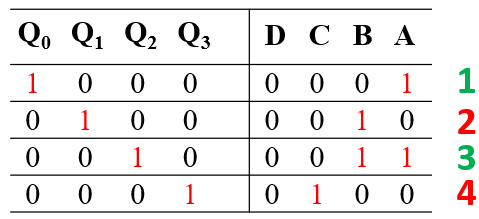 Q₀ Q₁ Q₂ Q₃ D C B A
1 0 0 0 0 0 0 1 1
0 1 0 0 0 0 1 0 2
0 0 1 0 0 0 1 1 3
0 0 0 1 0 1 0 0 4